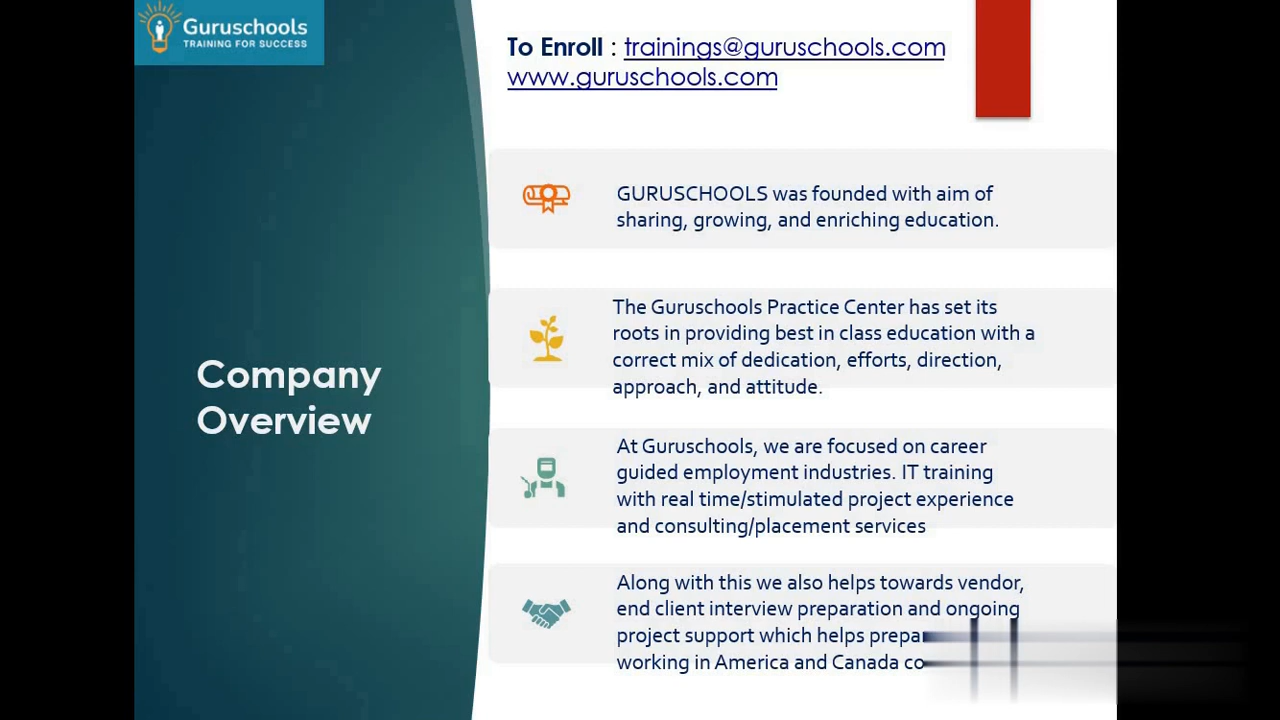 Guruschools
TRAINING FOR SUCCESS
To Enroll : trainings@guruschools.com
www.guruschools.com
Company
Overview
GURUSCHOOLS was founded with aim of
sharing, growing, and enriching education.
The Guruschools Practice Center has set its
roots in providing best in class education with a
correct mix of dedication, efforts, direction,
approach, and attitude.
At Guruschools, we are focused on career
guided employment industries. IT training
with real time/stimulated project experience
and consulting/placement services
Along with this we also helps towards vendor,
end client interview preparation and ongoing
project support which helps
working in America and Canada